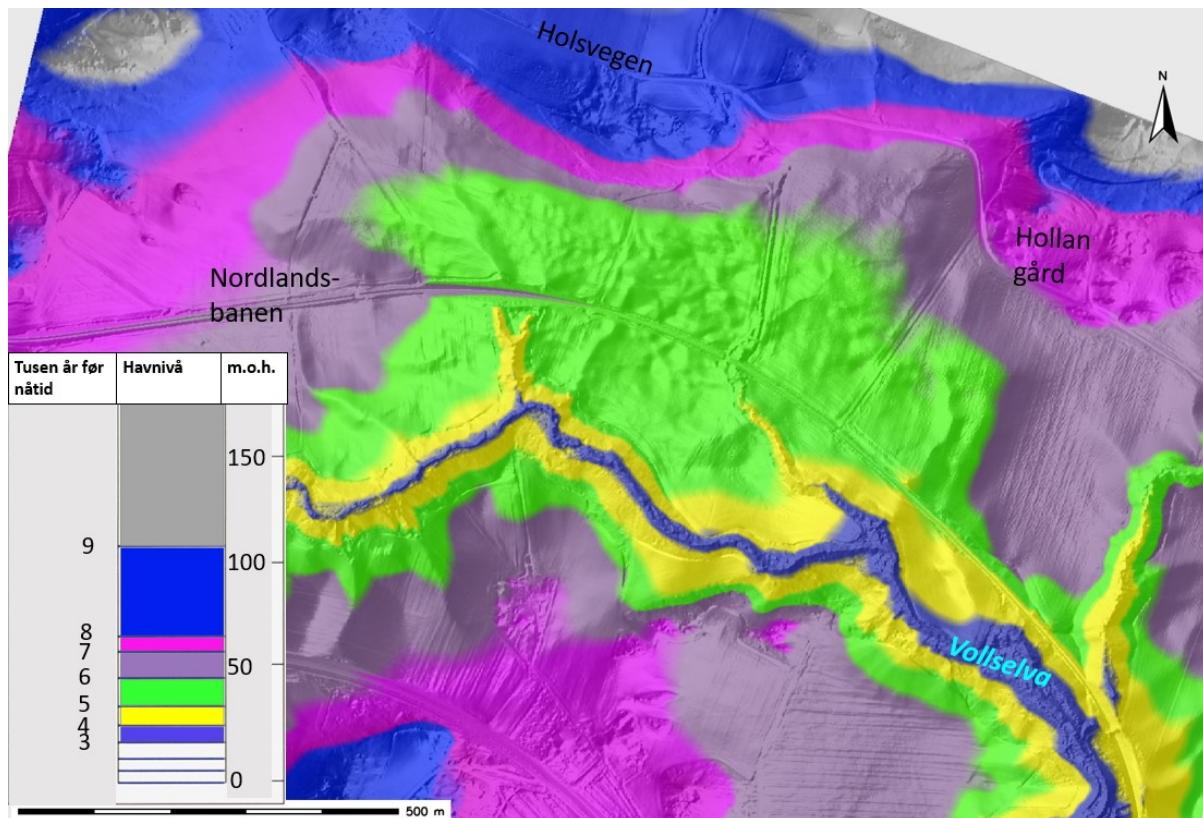 Holsvegen
N
Hollan
gård
Nordlands-
banen
Tusen år før
nåtid
Havnivå
m.o.h.
150
9
100
8
7
50
6
5
4
3
0
Vollselva
500 m